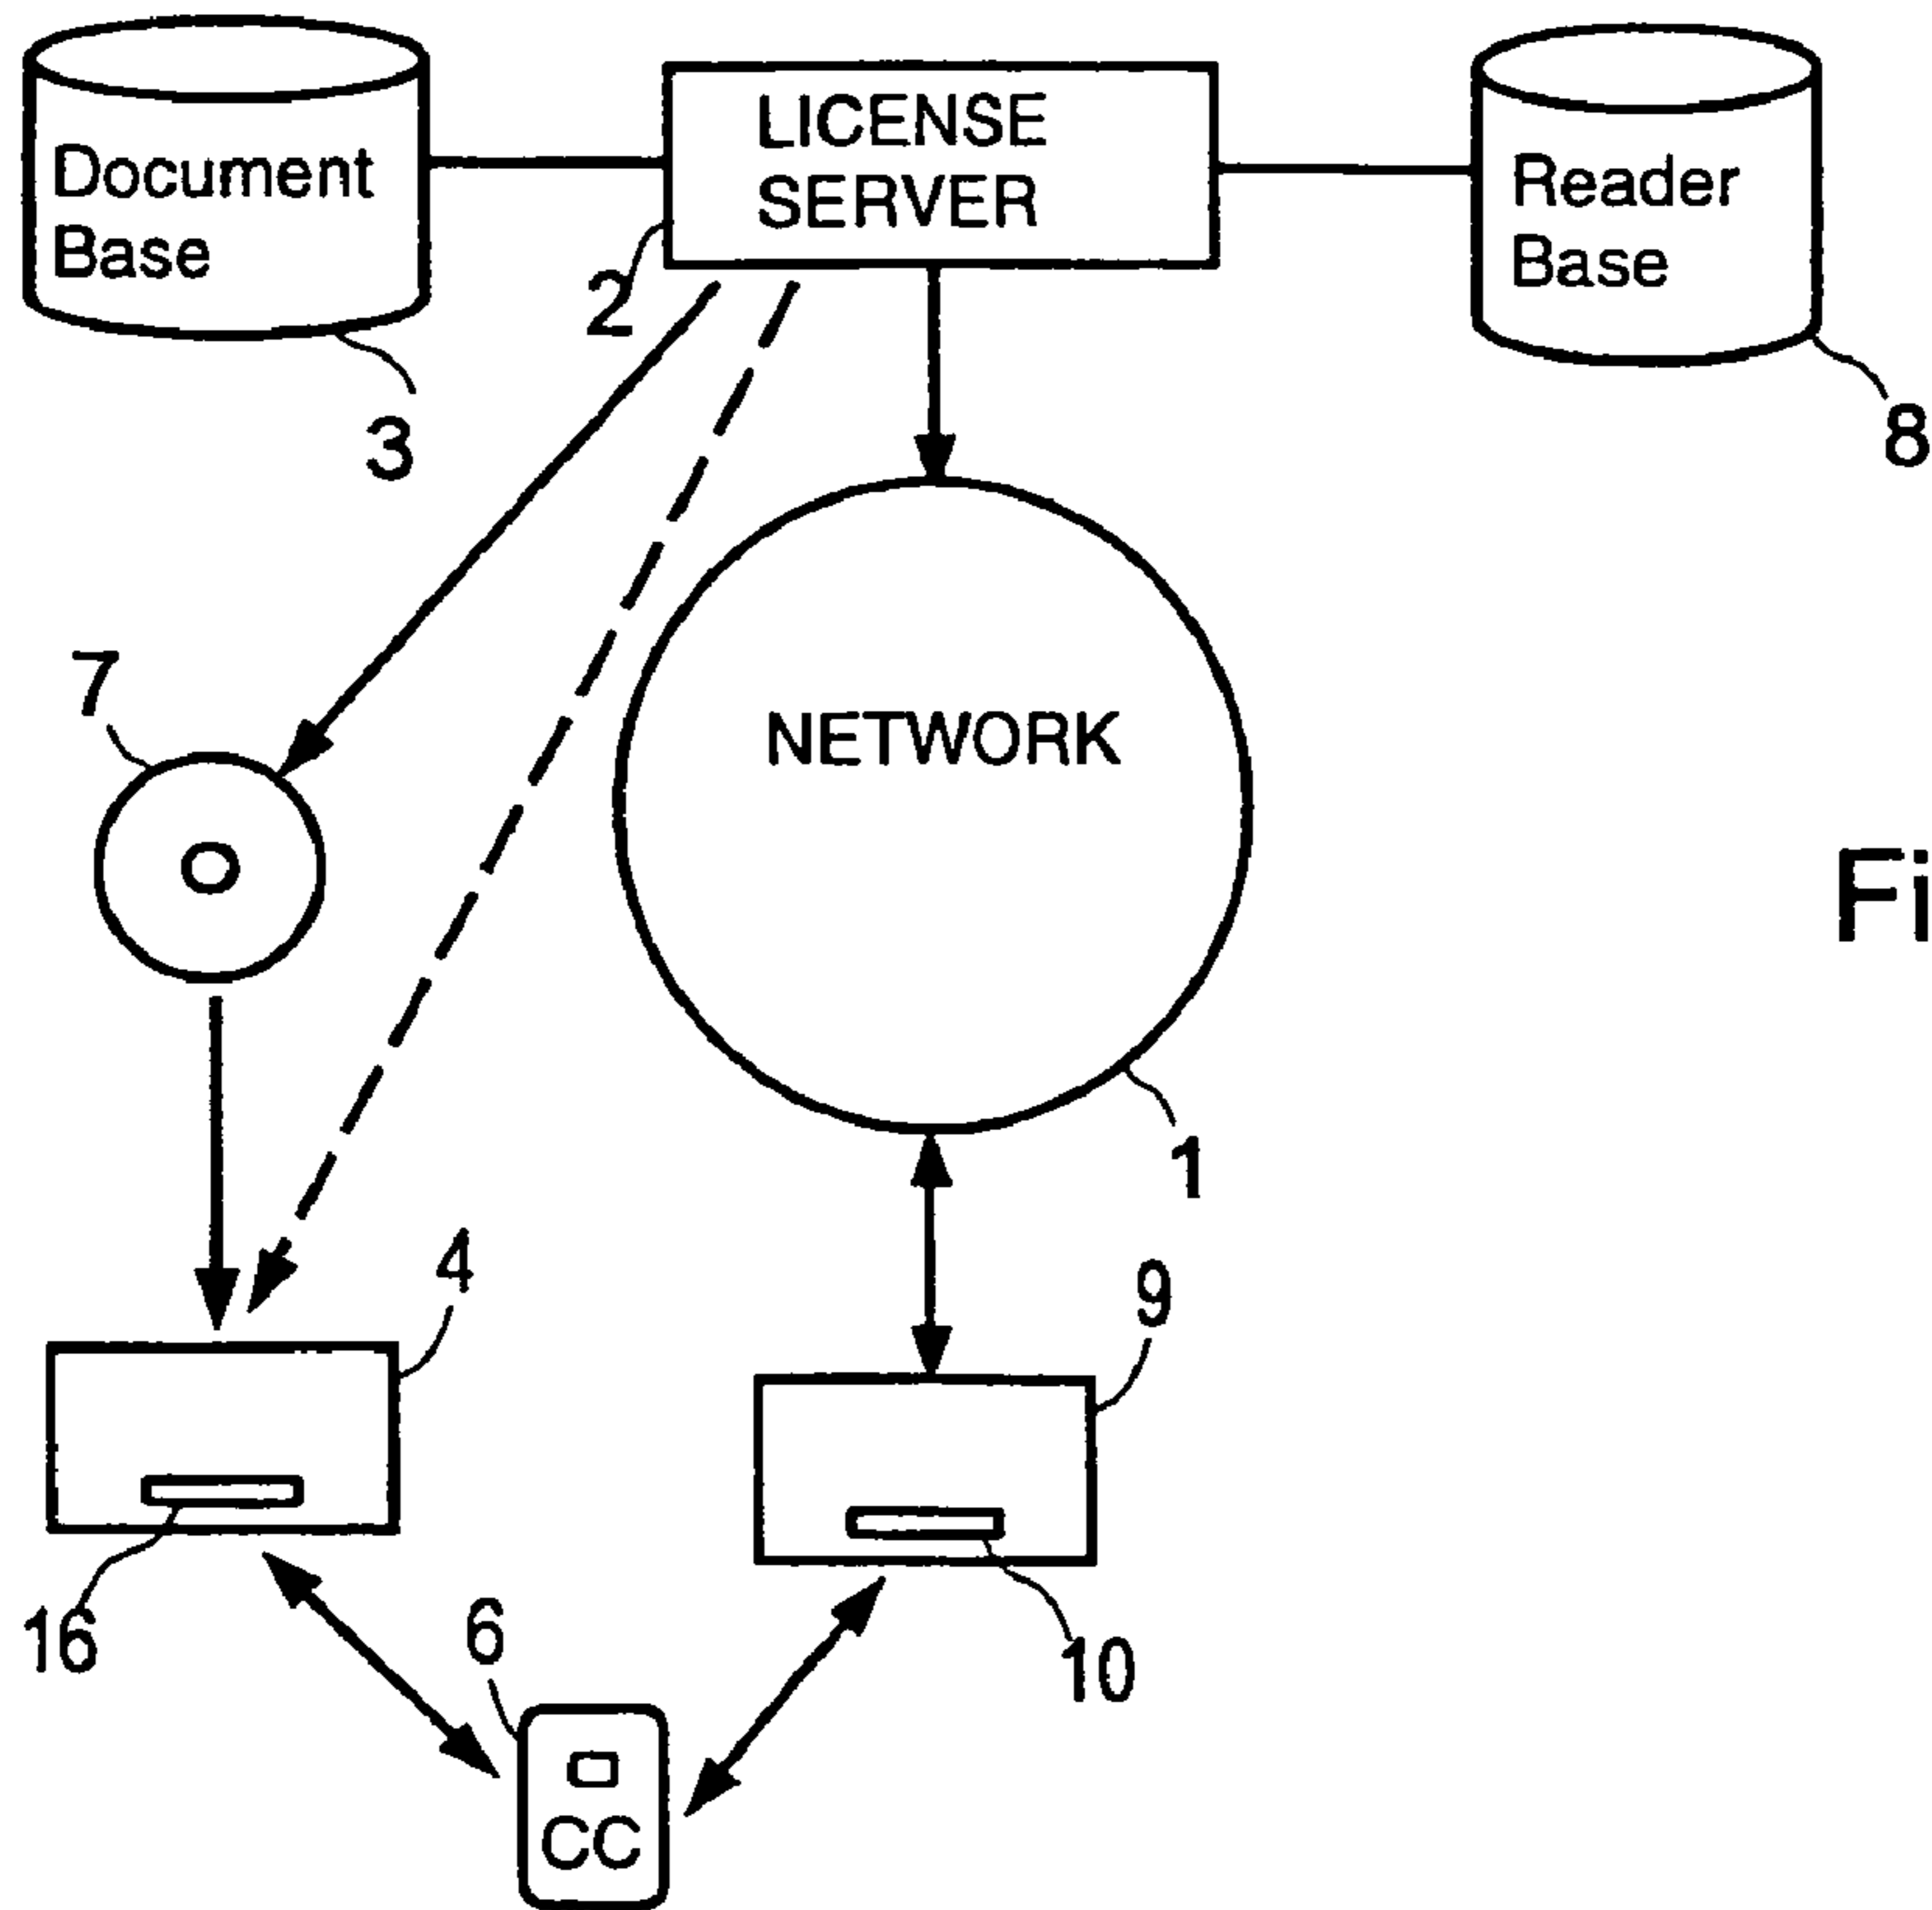 Document
Base
LICENSE
SERVER
Reader
Base
2
3
8
7
NETWORK
Fi
1
4
9
16
6
10
CC